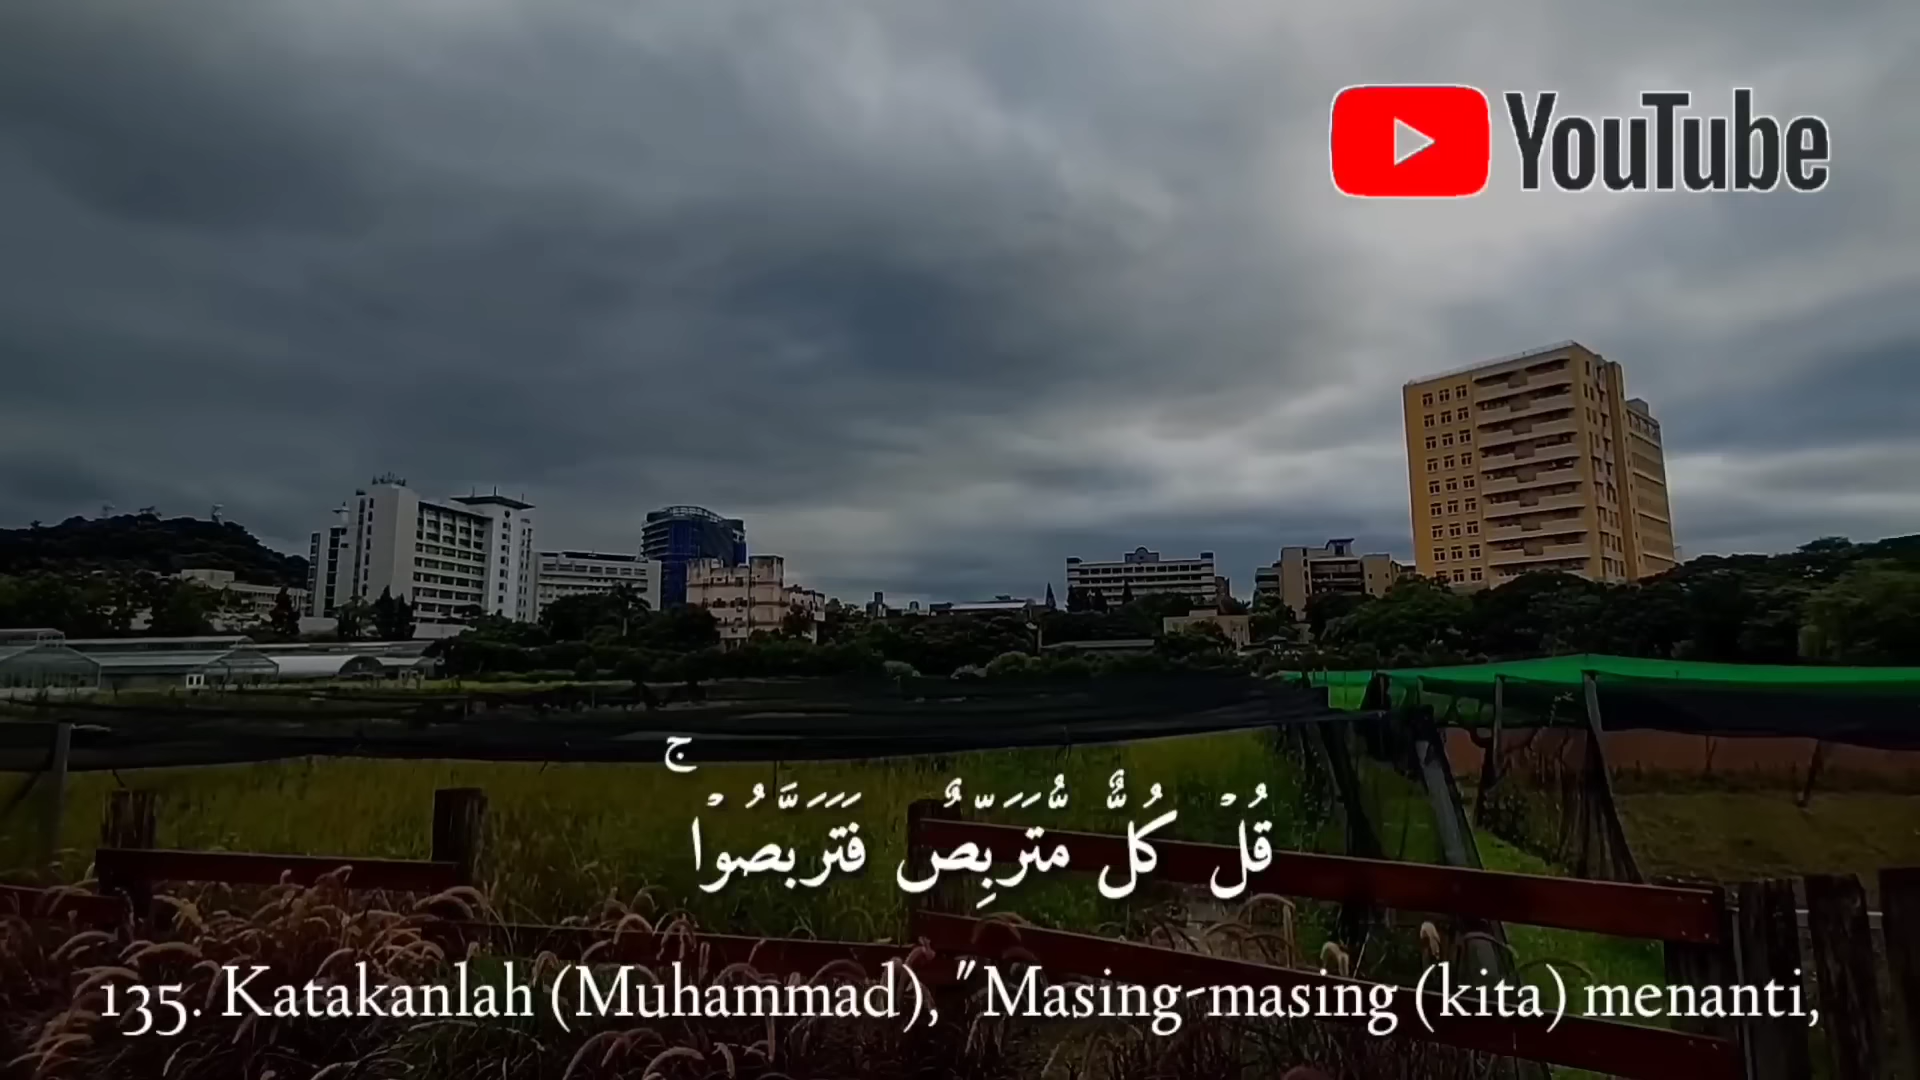 YouTube
قُلۡ كُلٌّ مُّتَرَبِّصٌ فَتَرَبَّصُواۡ ۚ
135. Katakanlah (Muhammad), "Masing-masing (kita) menanti,